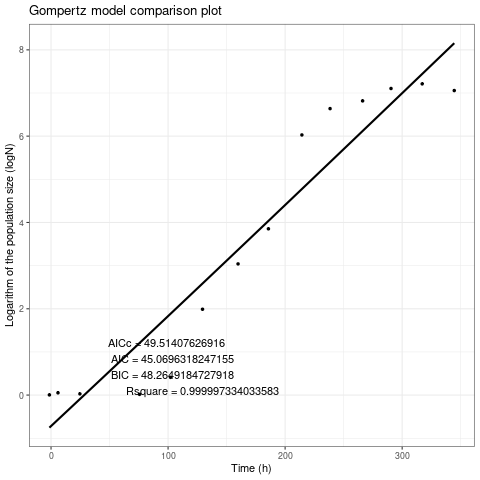 Gompertz model comparison plot
Logarithm of the population size (logN)
8
6
4
2
0
AICc = 49.51407626916
AIC = 45.0696318247155
BIC = 48.2649184727918
Rsquare = 0.999997334033583
0 100 200 300
Time (h)